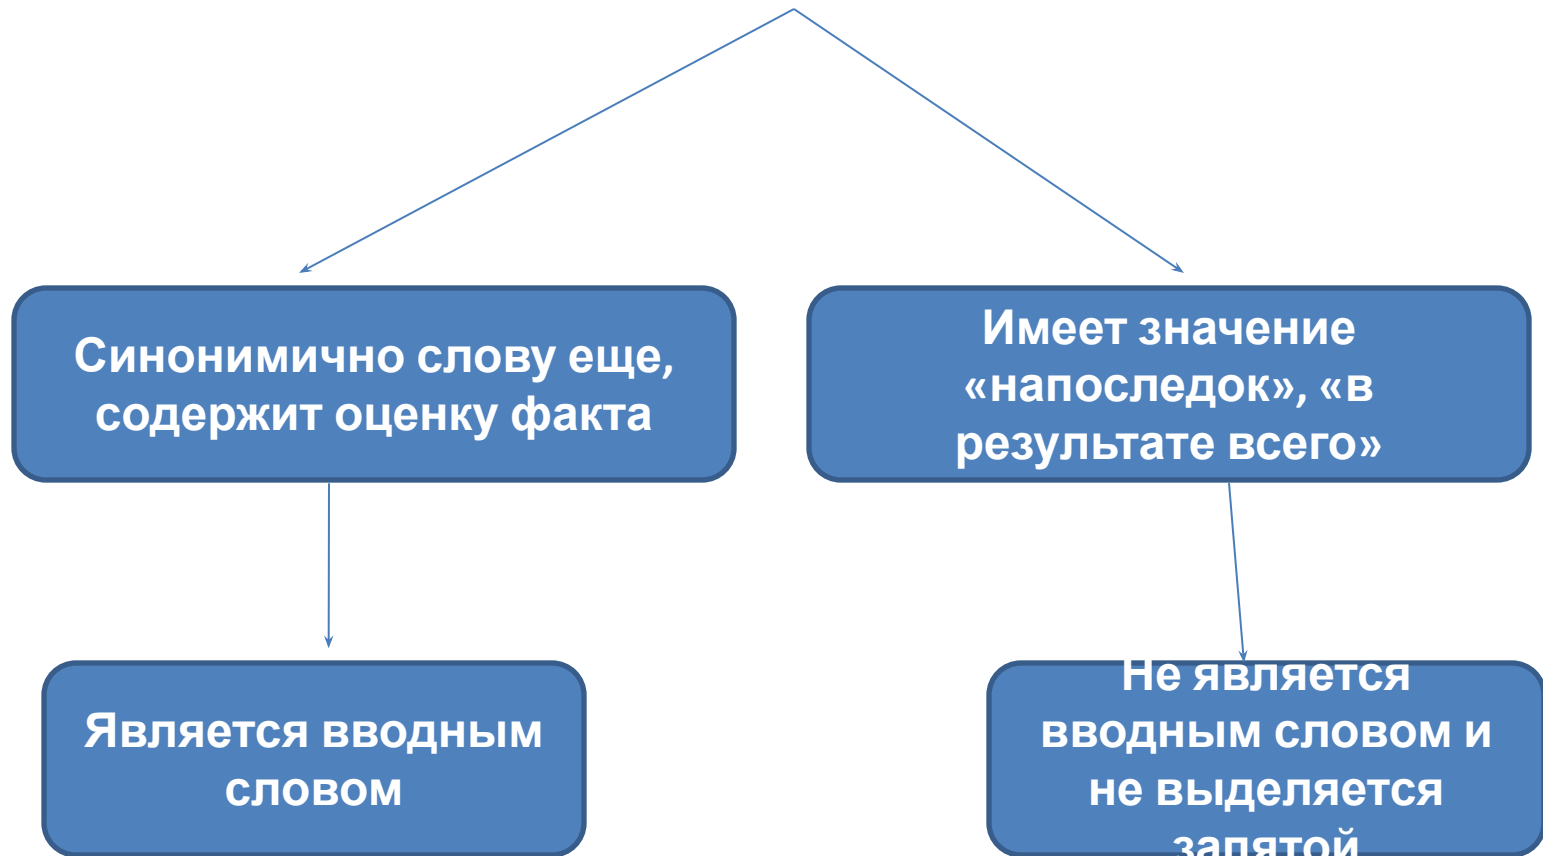 Синонимично слову еще,
содержит оценку факта
Имеет значение
«напоследок», «в
результате всего»
Является вводным
словом
Не является
вводным словом и
не выделяется
запятой